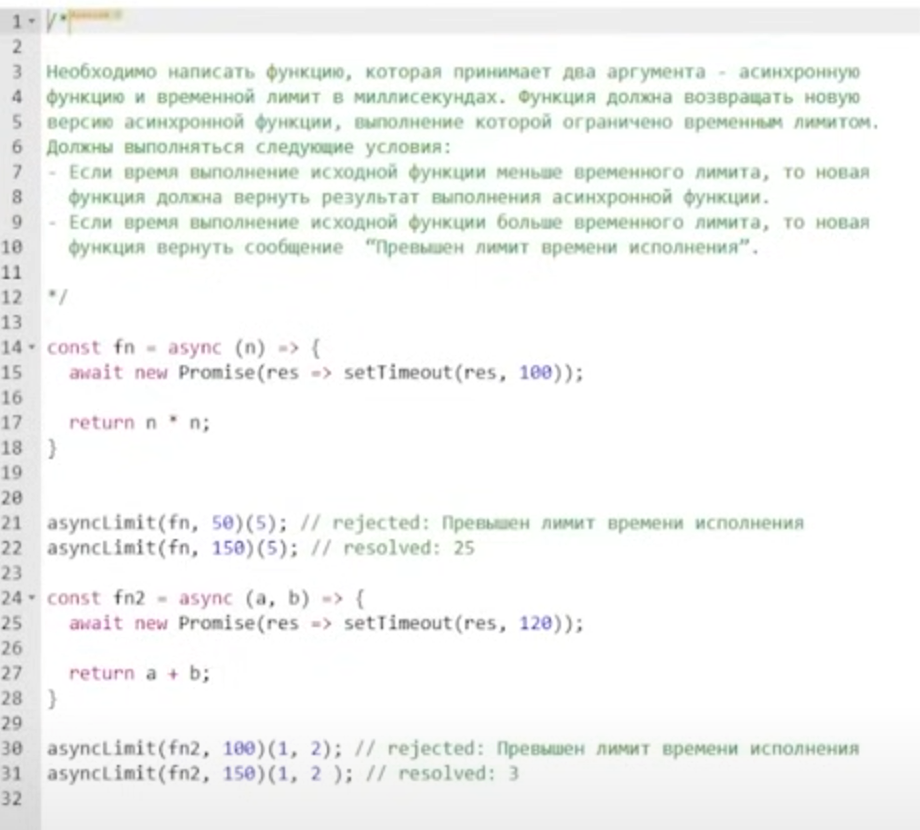 1 /*
2
3 Необходимо написать функцию, которая принимает два аргумента - асинхронную
4 функцию и временной лимит в миллисекундах. Функция должна возвращать новую
5 версию асинхронной функции, выполнение которой ограничено временным лимитом.
6 Должны выполняться следующие условия:
7 - Если время выполнение исходной функции меньше временного лимита, то новая
8 функция должна вернуть результат выполнения асинхронной функции.
9 - Если время выполнение исходной функции больше временного лимита, то новая
10 функция вернуть сообщение “Превышен лимит времени исполнения”.
11
12 */
13
14 const fn = async (n) => {
15 await new Promise(res => setTimeout(res, 100));
16
17 return n * n;
18 }
19
20
21 asyncLimit(fn, 50)(5); // rejected: Превышен лимит времени исполнения
22 asyncLimit(fn, 150)(5); // resolved: 25
23
24 const fn2 = async (a, b) => {
25 await new Promise(res => setTimeout(res, 120));
26
27 return a + b;
28 }
29
30 asyncLimit(fn2, 100)(1, 2); // rejected: Превышен лимит времени исполнения
31 asyncLimit(fn2, 150)(1, 2 ); // resolved: 3
32